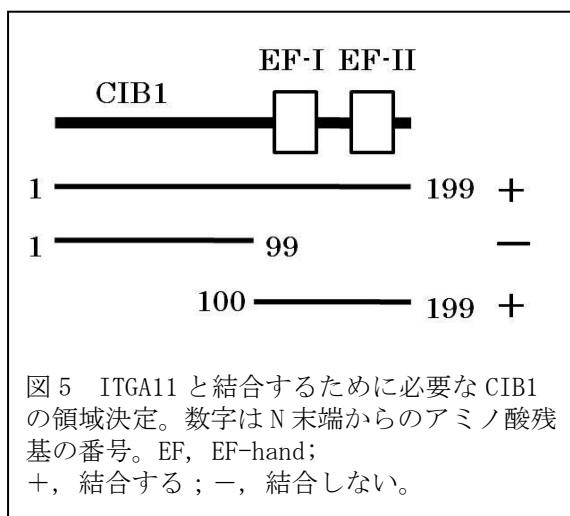 EF-I EF-II
CIB1
1 199 +
1 99 −
100 199 +
図 5 ITGA11 と結合するために必要な CIB1
の領域決定。数字は N 末端からのアミノ酸残
基の番号。EF, EF-hand;
＋, 結合する ; －, 結合しない。